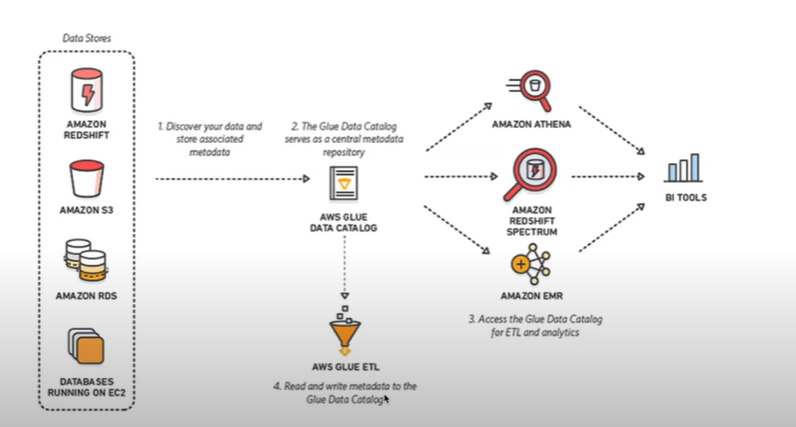 Data Stores
AMAZON
REDSHIFT
AMAZON S3
AMAZON RDS
DATABASES
RUNNING ON EC2
1. Discover your data and
store associated
metadata
2. The Glue Data Catalog
serves as a central metadata
repository
AWS GLUE
DATA CATALOG
AWS GLUE ETL
4. Read and write metadata to the
Glue Data Catalog
AMAZON ATHENA
AMAZON
REDSHIFT
SPECTRUM
AMAZON EMR
3. Access the Glue Data Catalog
for ETL and analytics
BI TOOLS